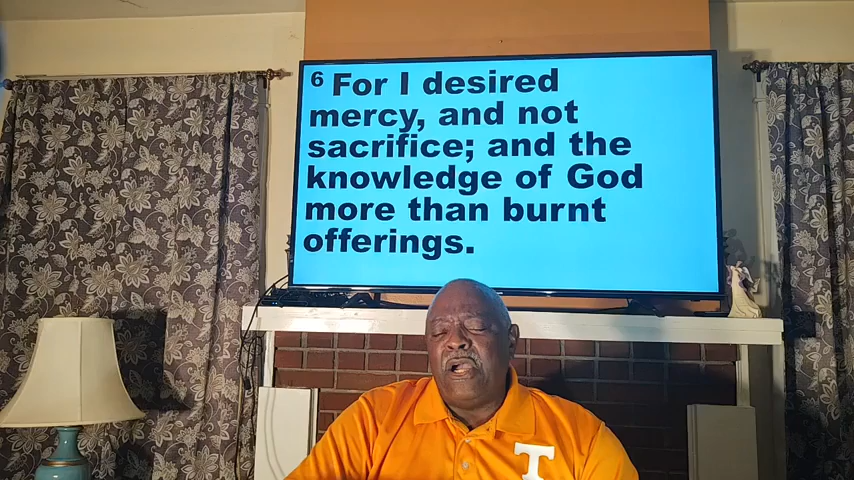 6 For I desired
mercy, and not
sacrifice; and the
knowledge of God
more than burnt
offerings.
T